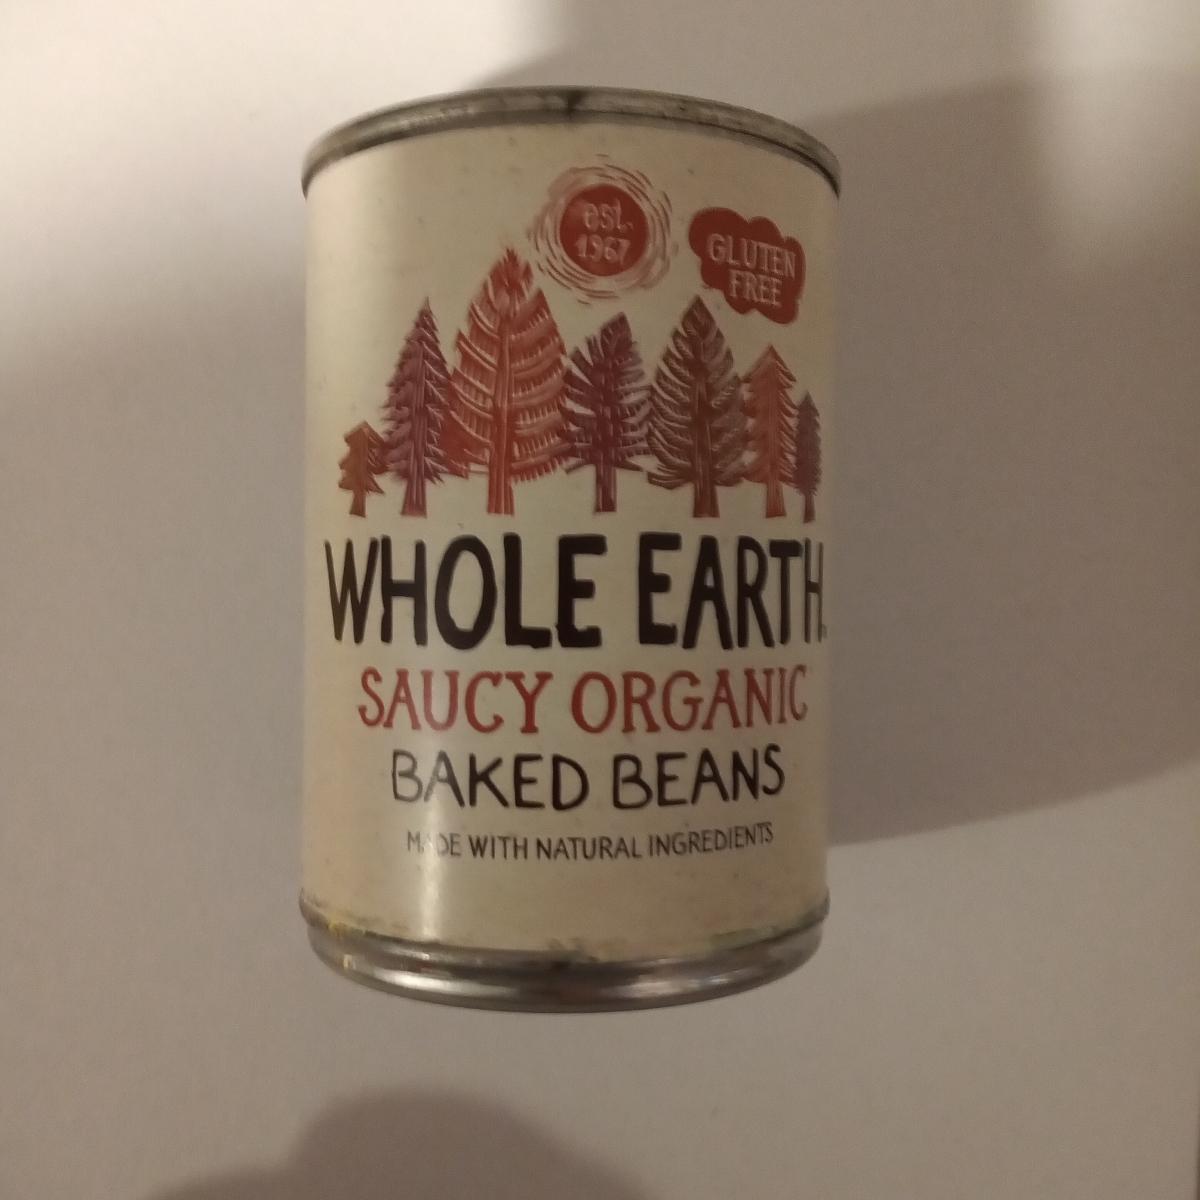 est.
1967
GLUTEN
FREE
WHOLE EARTH
SAUCY ORGANIC
BAKED BEANS
MADE WITH NATURAL INGREDIENTS